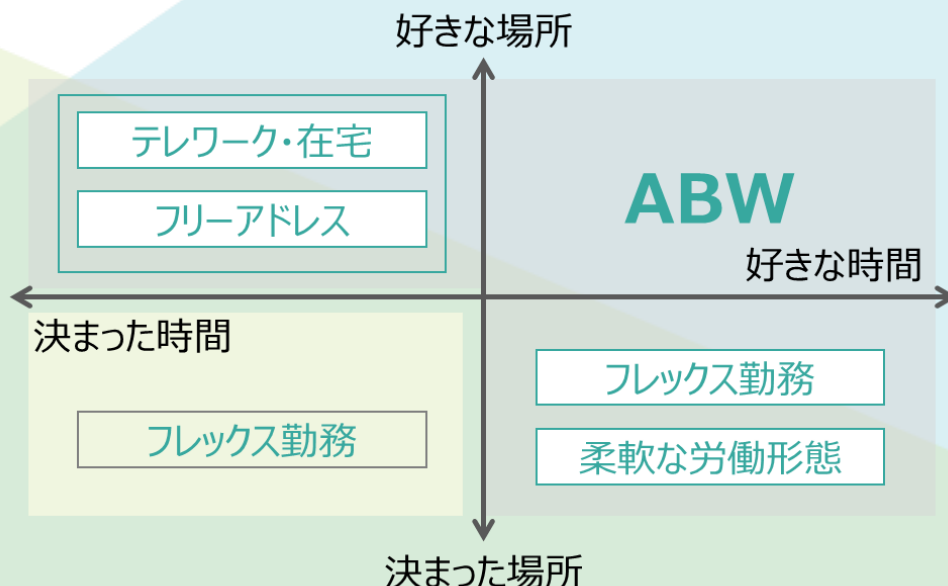 好きな場所
テレワーク・在宅
フリーアドレス
ABW
好きな時間
決まった時間
フレックス勤務
フレックス勤務
柔軟な労働形態
決まった場所